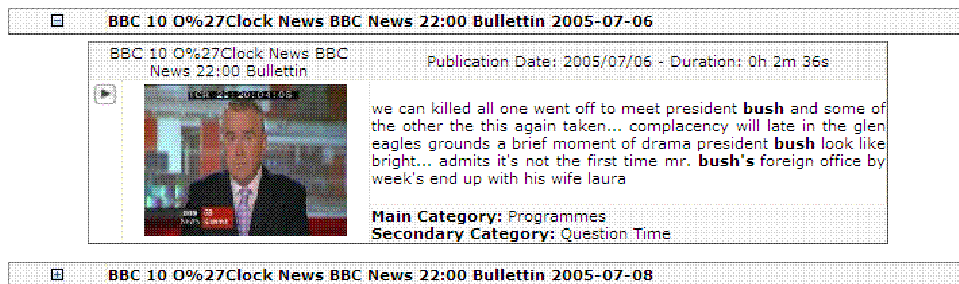 BBC 10 O%27Clock News BBC News 22:00 Bullettin 2005-07-06
BBC 10 O%27Clock News BBC
News 22:00 Bullettin
Publication Date: 2005/07/06 - Duration: 0h 2m 36s
we can killed all one went off to meet president bush and some of
the other the this again taken... complacency will late in the glen
eagles grounds a brief moment of drama president bush look like
bright... admits it's not the first time mr. bush's foreign office by
week's end up with his wife laura
Main Category: Programmes
Secondary Category: Question Time
BBC 10 O%27Clock News BBC News 22:00 Bullettin 2005-07-08